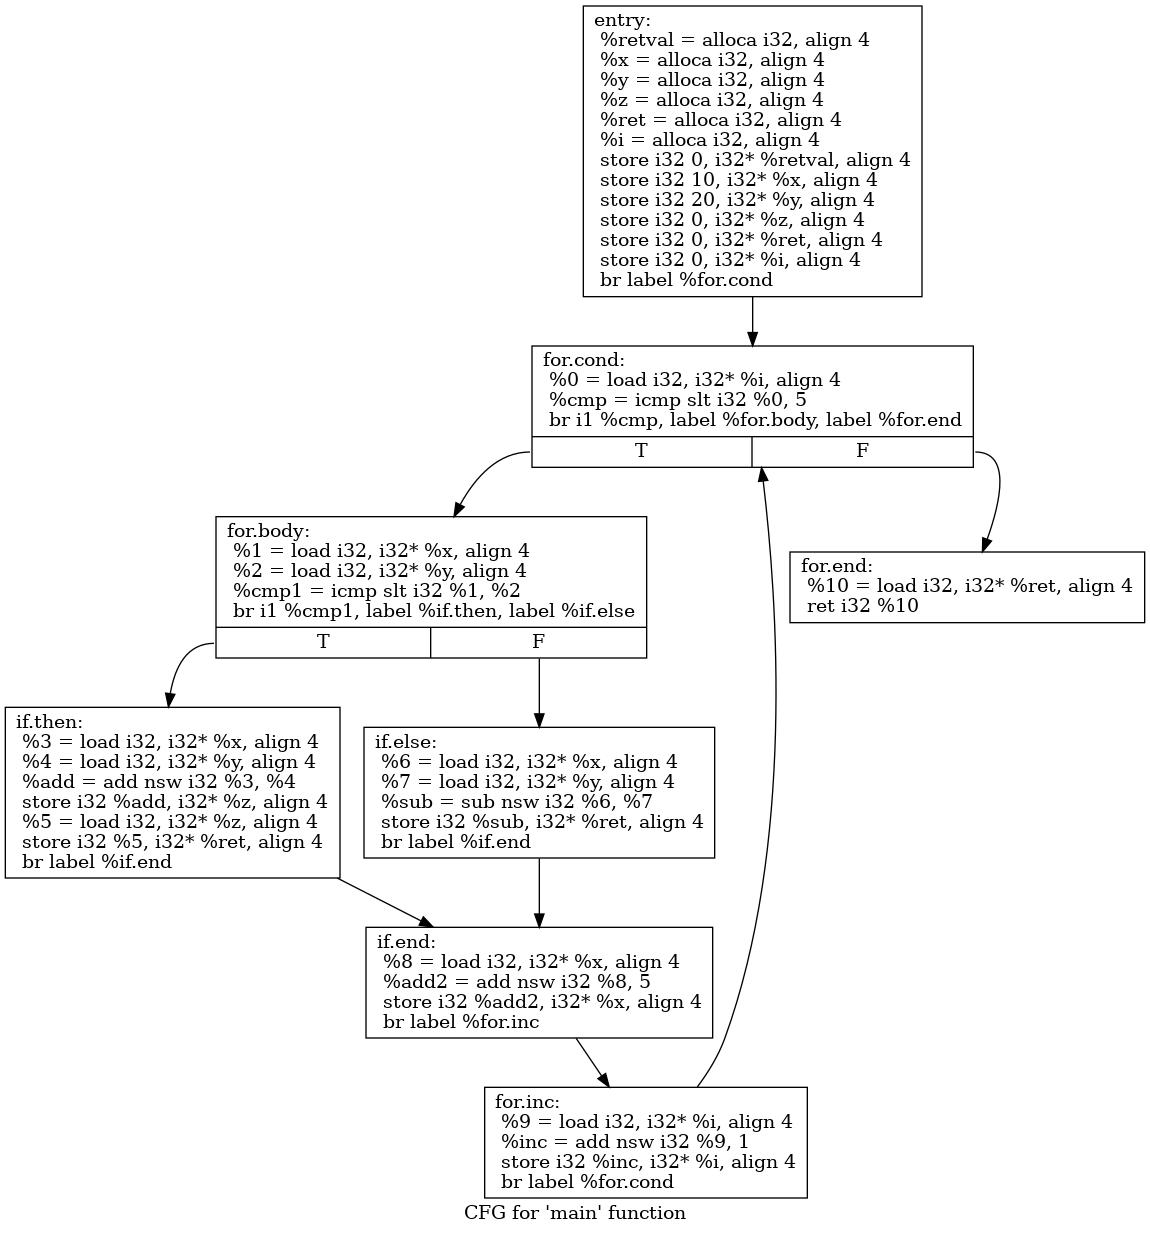 entry:
%retval = alloca i32, align 4
%x = alloca i32, align 4
%y = alloca i32, align 4
%z = alloca i32, align 4
%ret = alloca i32, align 4
%i = alloca i32, align 4
store i32 0, i32* %retval, align 4
store i32 10, i32* %x, align 4
store i32 20, i32* %y, align 4
store i32 0, i32* %z, align 4
store i32 0, i32* %ret, align 4
store i32 0, i32* %i, align 4
br label %for.cond
for.cond:
%0 = load i32, i32* %i, align 4
%cmp = icmp slt i32 %0, 5
br i1 %cmp, label %for.body, label %for.end
T
F
for.body:
%1 = load i32, i32* %x, align 4
%2 = load i32, i32* %y, align 4
%cmp1 = icmp slt i32 %1, %2
br i1 %cmp1, label %if.then, label %if.else
T
F
for.end:
%10 = load i32, i32* %ret, align 4
ret i32 %10
if.then:
%3 = load i32, i32* %x, align 4
%4 = load i32, i32* %y, align 4
%add = add nsw i32 %3, %4
store i32 %add, i32* %z, align 4
%5 = load i32, i32* %z, align 4
store i32 %5, i32* %ret, align 4
br label %if.end
if.else:
%6 = load i32, i32* %x, align 4
%7 = load i32, i32* %y, align 4
%sub = sub nsw i32 %6, %7
store i32 %sub, i32* %ret, align 4
br label %if.end
if.end:
%8 = load i32, i32* %x, align 4
%add2 = add nsw i32 %8, 5
store i32 %add2, i32* %x, align 4
br label %for.inc
for.inc:
%9 = load i32, i32* %i, align 4
%inc = add nsw i32 %9, 1
store i32 %inc, i32* %i, align 4
br label %for.cond
CFG for 'main' function